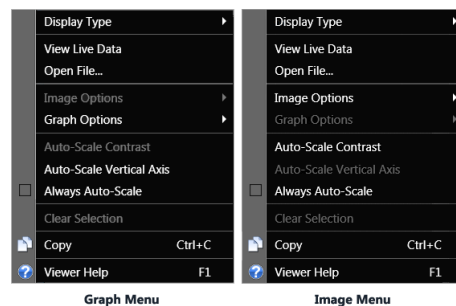 Display Type
View Live Data
Open File...
Image Options
Graph Options
Auto-Scale Contrast
Auto-Scale Vertical Axis
Always Auto-Scale
Clear Selection
Copy Ctrl+C
Viewer Help F1
Graph Menu
Display Type
View Live Data
Open File...
Image Options
Graph Options
Auto-Scale Contrast
Auto-Scale Vertical Axis
Always Auto-Scale
Clear Selection
Copy Ctrl+C
Viewer Help F1
Image Menu